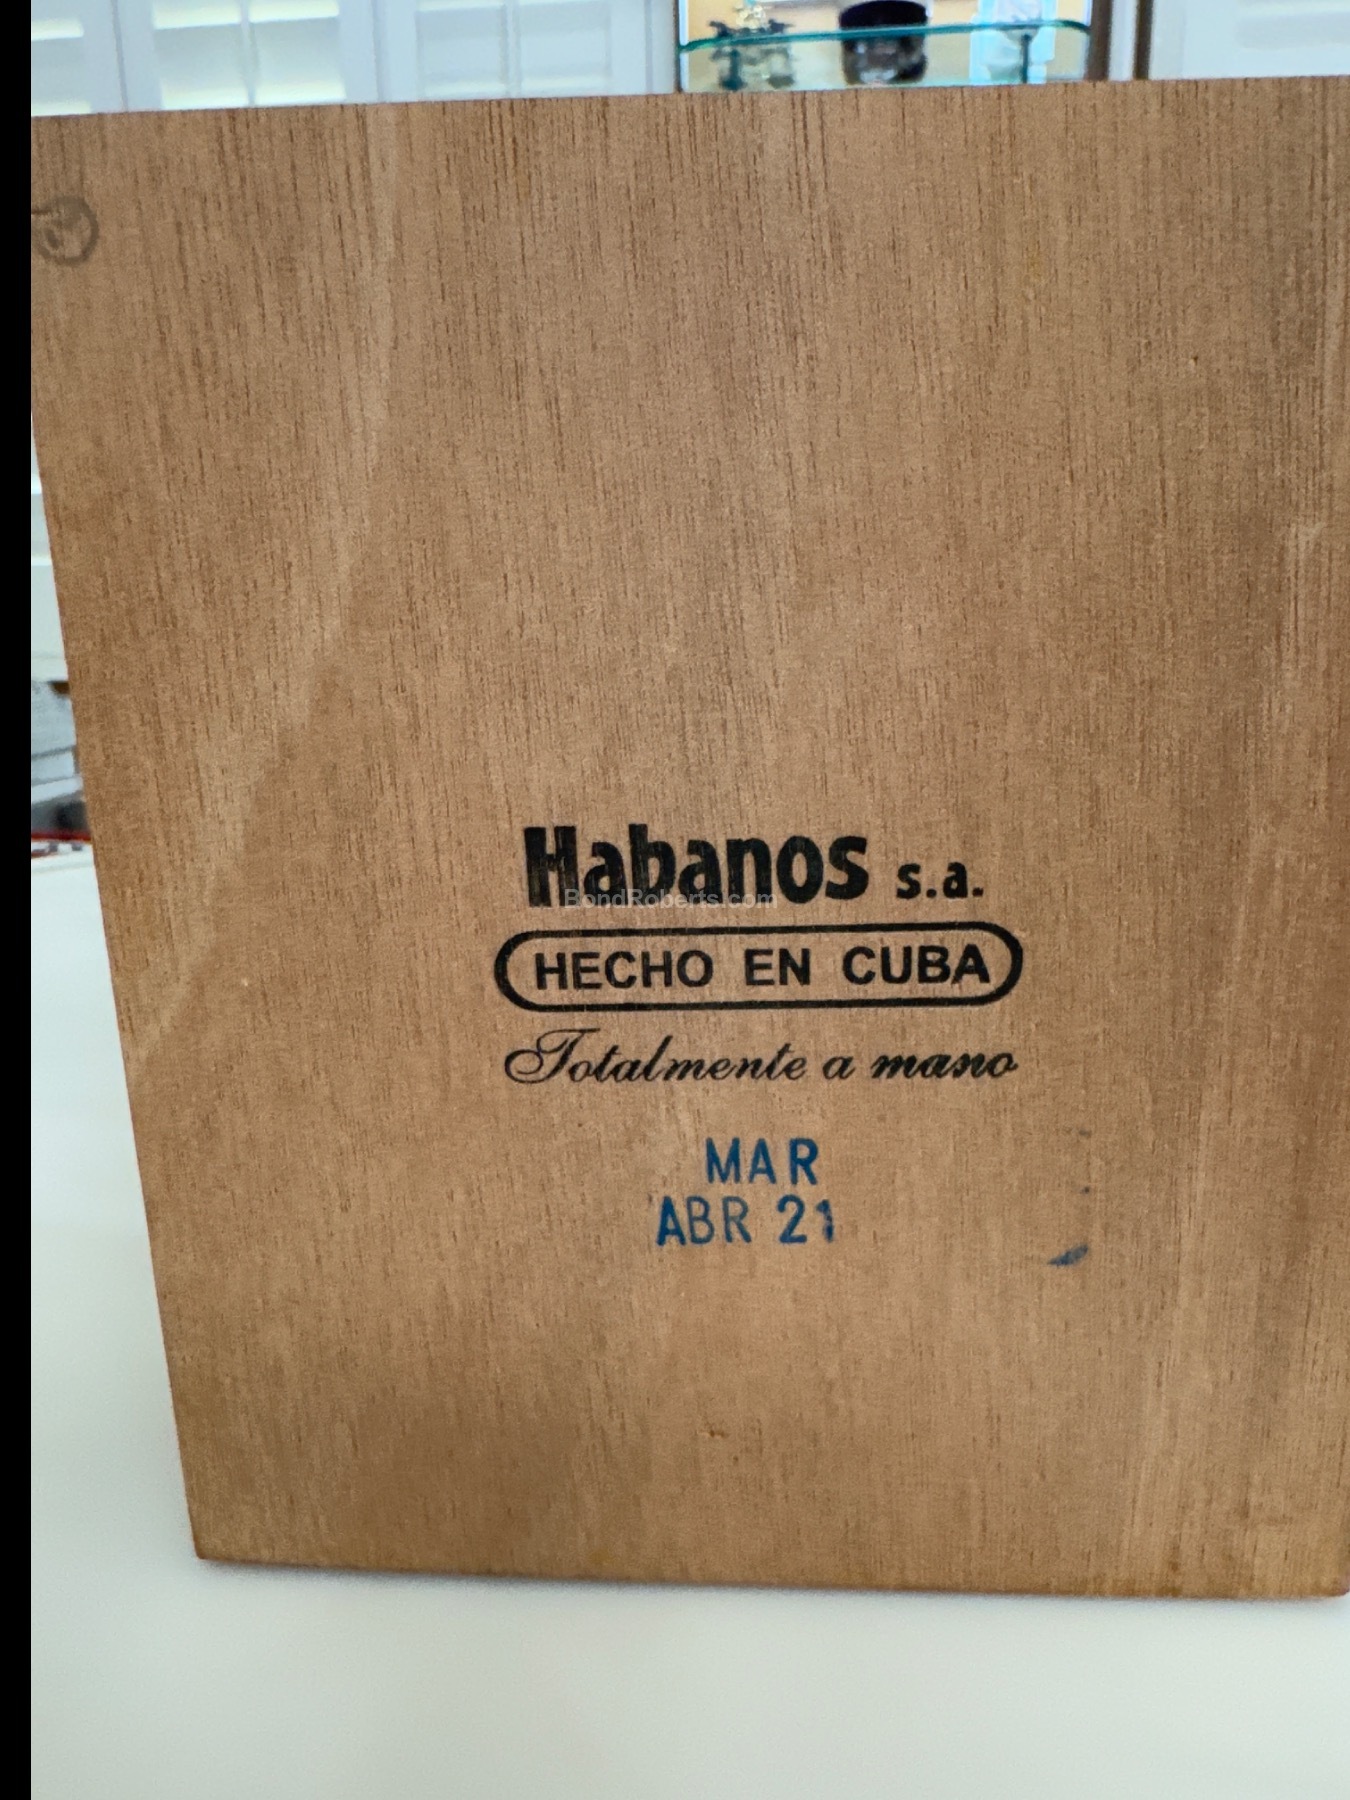 Habanos s.a.
BondRoberts.com
HECHO EN CUBA
Totalmente a mano
MAR
ABR 21